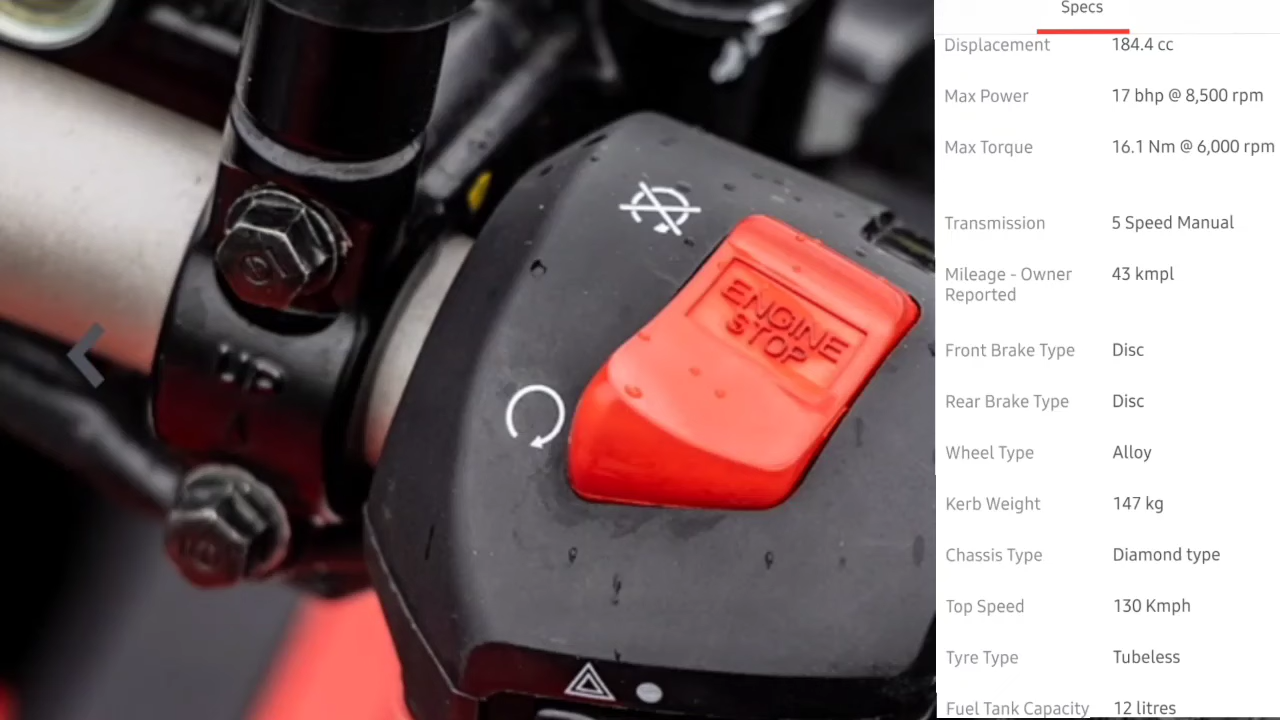 UP
ENGINE
STOP
Specs
Displacement 184.4 cc
Max Power 17 bhp @ 8,500 rpm
Max Torque 16.1 Nm @ 6,000 rpm
Transmission 5 Speed Manual
Mileage - Owner 43 kmpl
Reported
Front Brake Type Disc
Rear Brake Type Disc
Wheel Type Alloy
Kerb Weight 147 kg
Chassis Type Diamond type
Top Speed 130 Kmph
Tyre Type Tubeless
Fuel Tank Capacity 12 litres